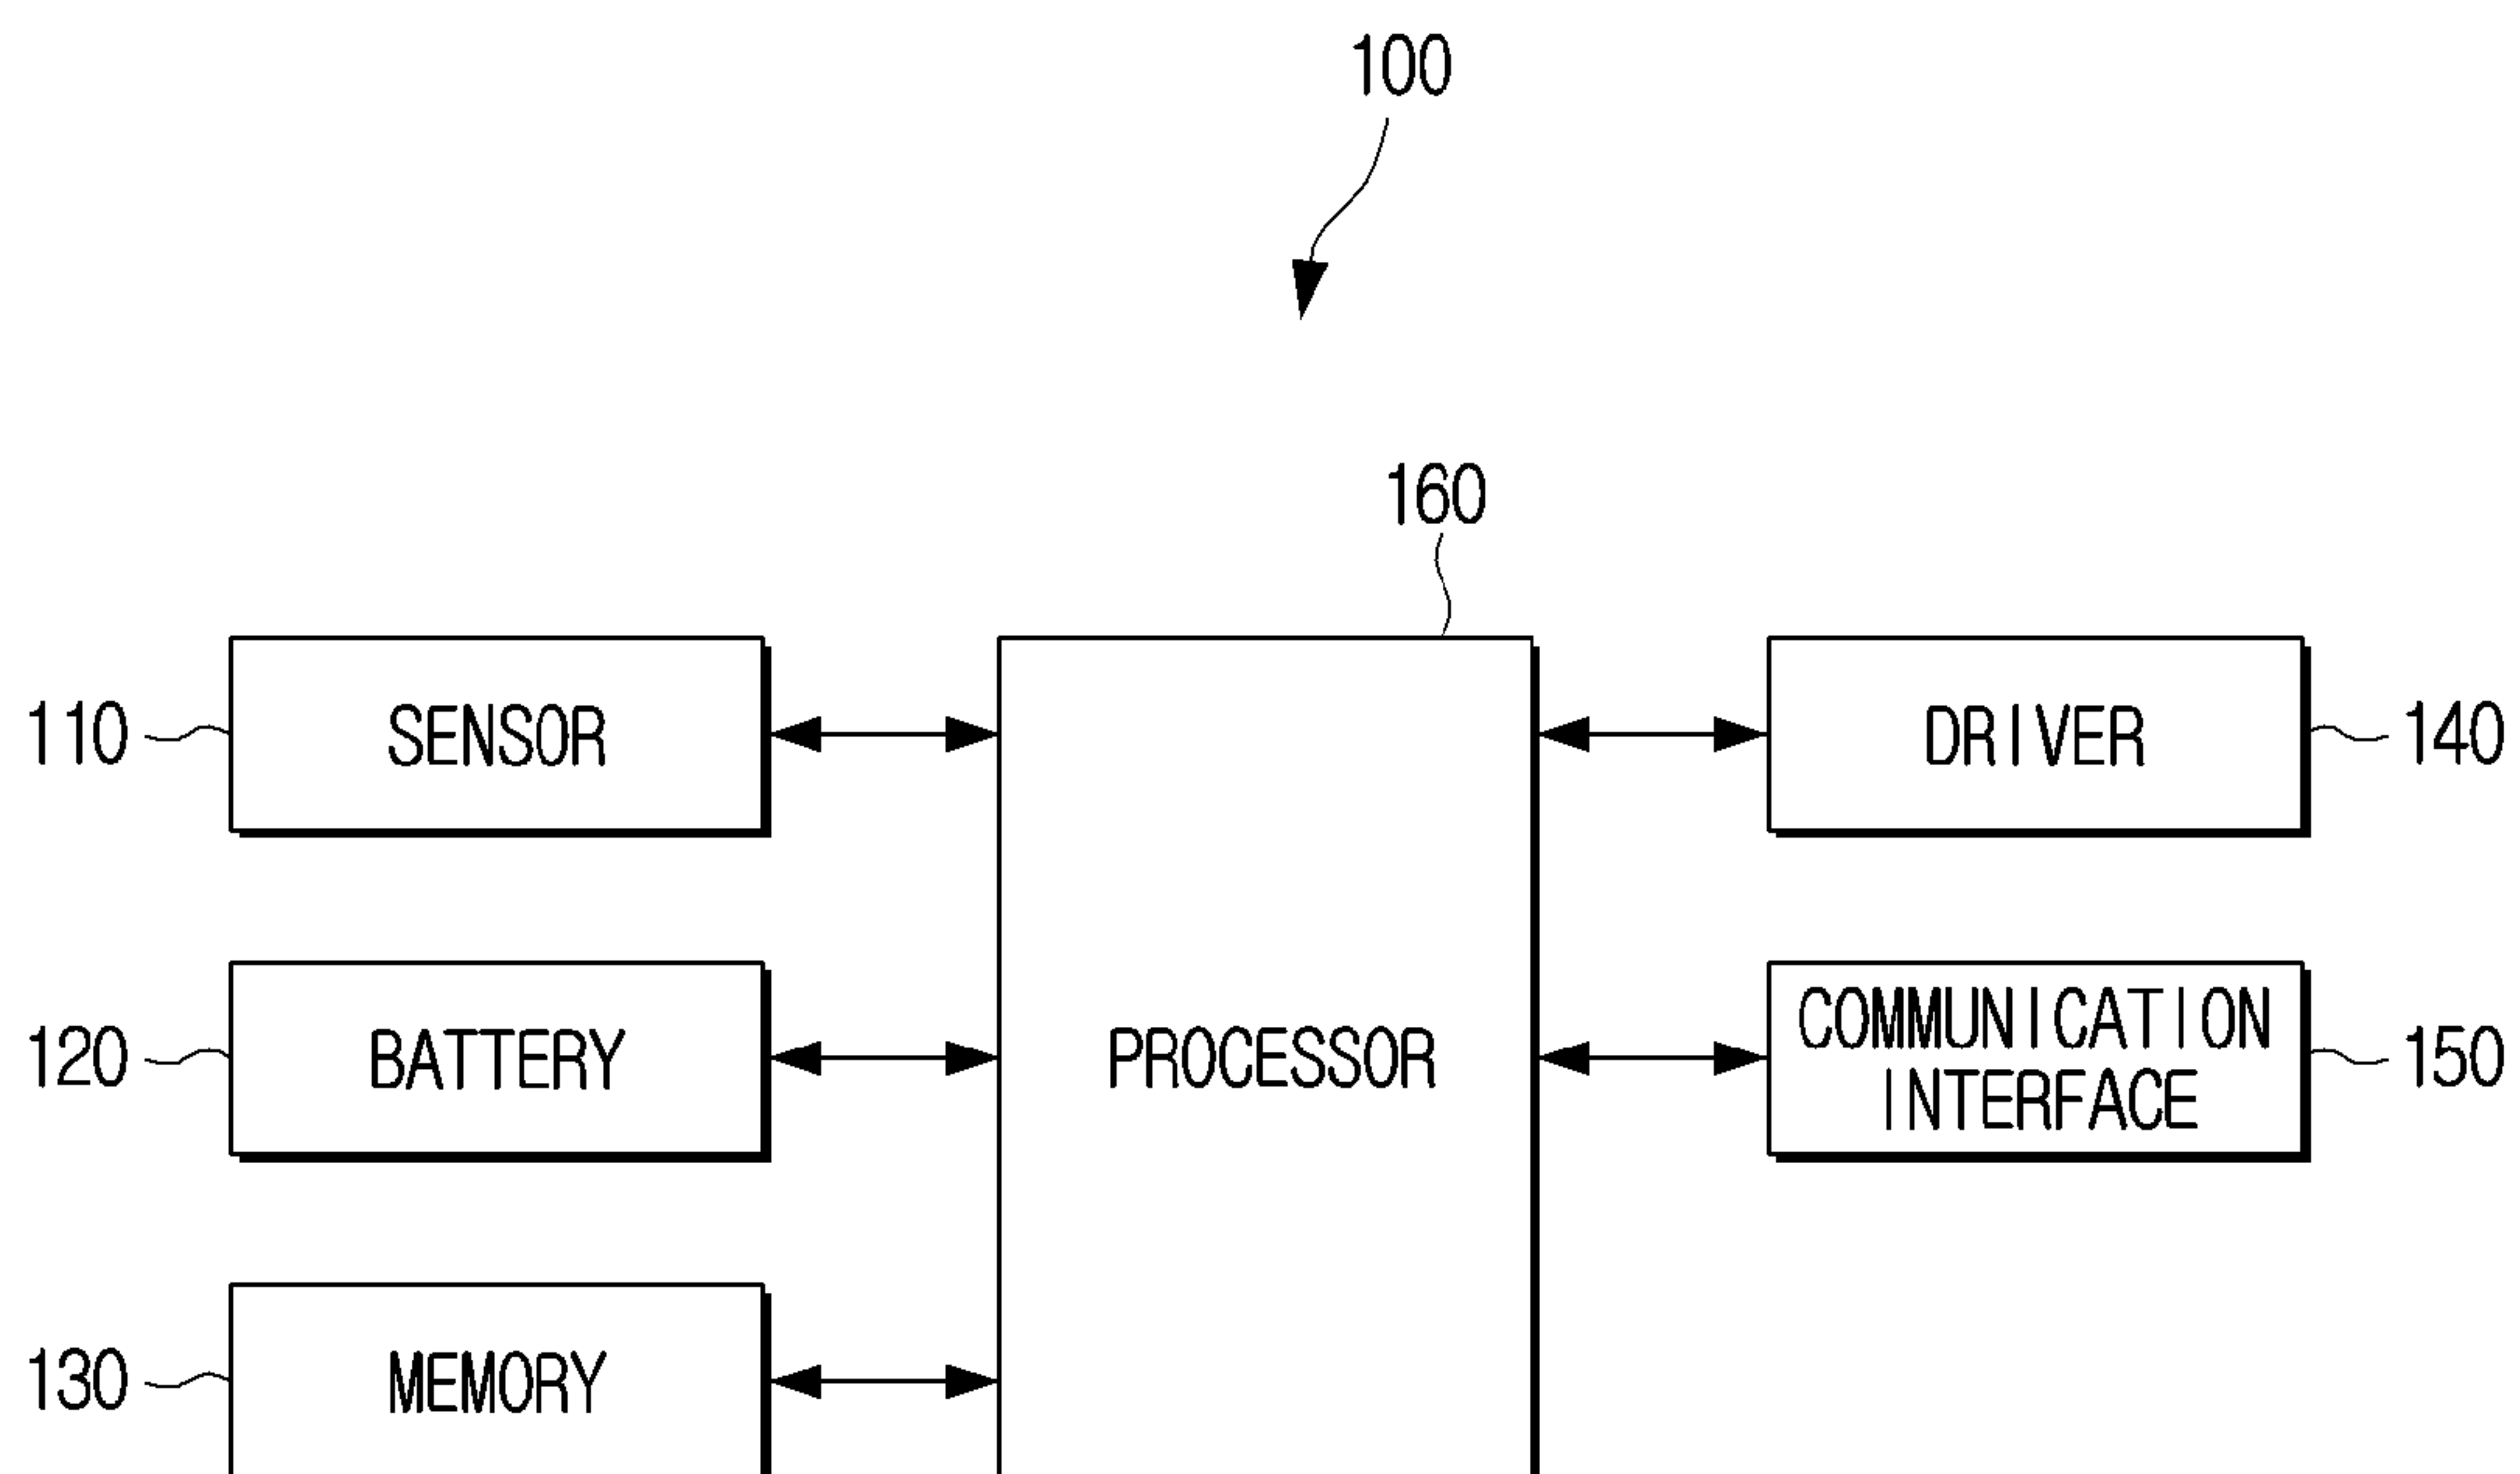 100
160
110
SENSOR
DRIVER
140
120
BATTERY
PROCESSOR
COMMUNICATION
INTERFACE
150
130
MEMORY